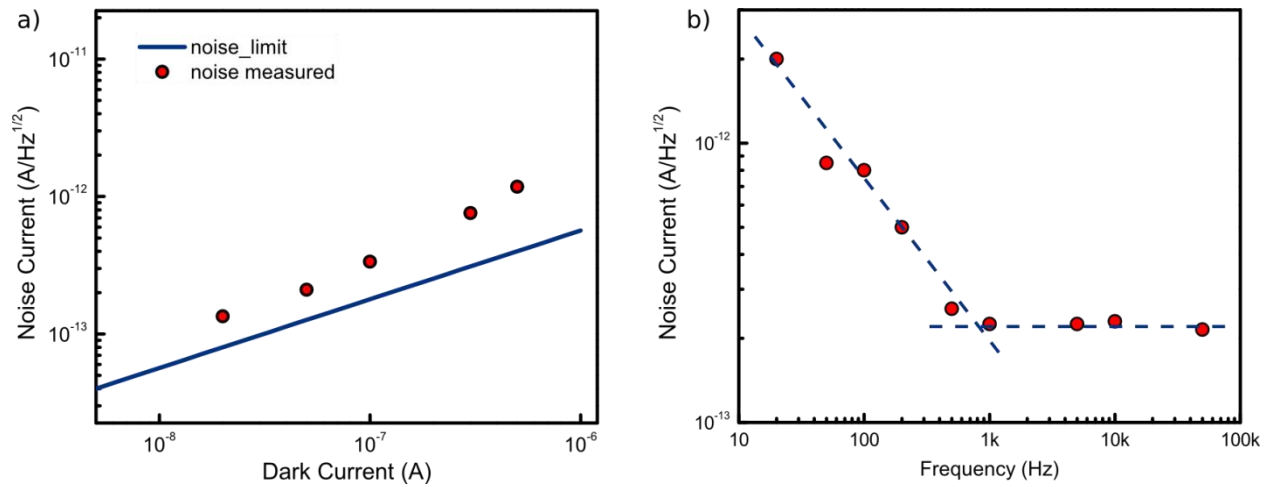 a)
noise_limit
noise measured
10^-11
10^-12
10^-13
Noise Current (A/Hz^1/2)
10^-8
10^-7
10^-6
Dark Current (A)
b)
10^-12
10^-13
Noise Current (A/Hz^1/2)
10
100
1k
10k
100k
Frequency (Hz)